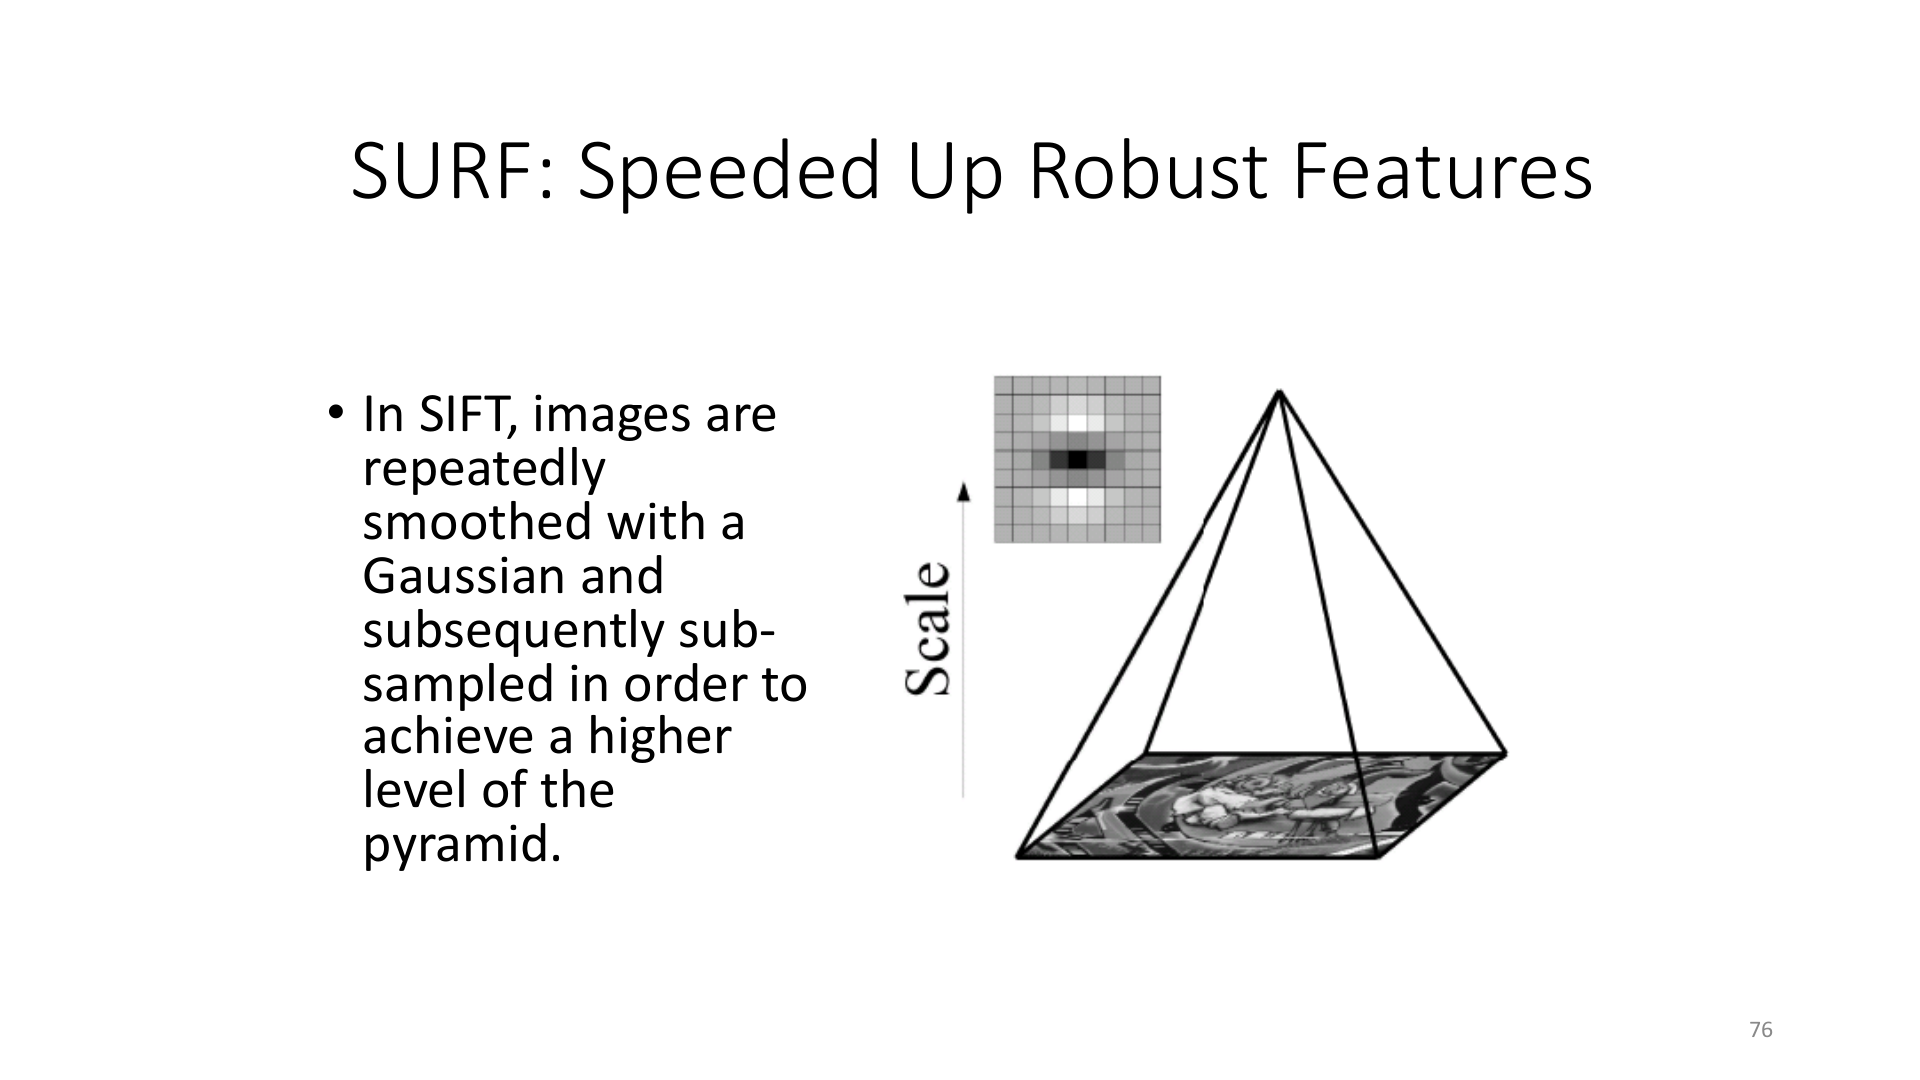 SURF: Speeded Up Robust Features
• In SIFT, images are
repeatedly
smoothed with a
Gaussian and
subsequently sub-
sampled in order to
achieve a higher
level of the
pyramid.
Scale
76